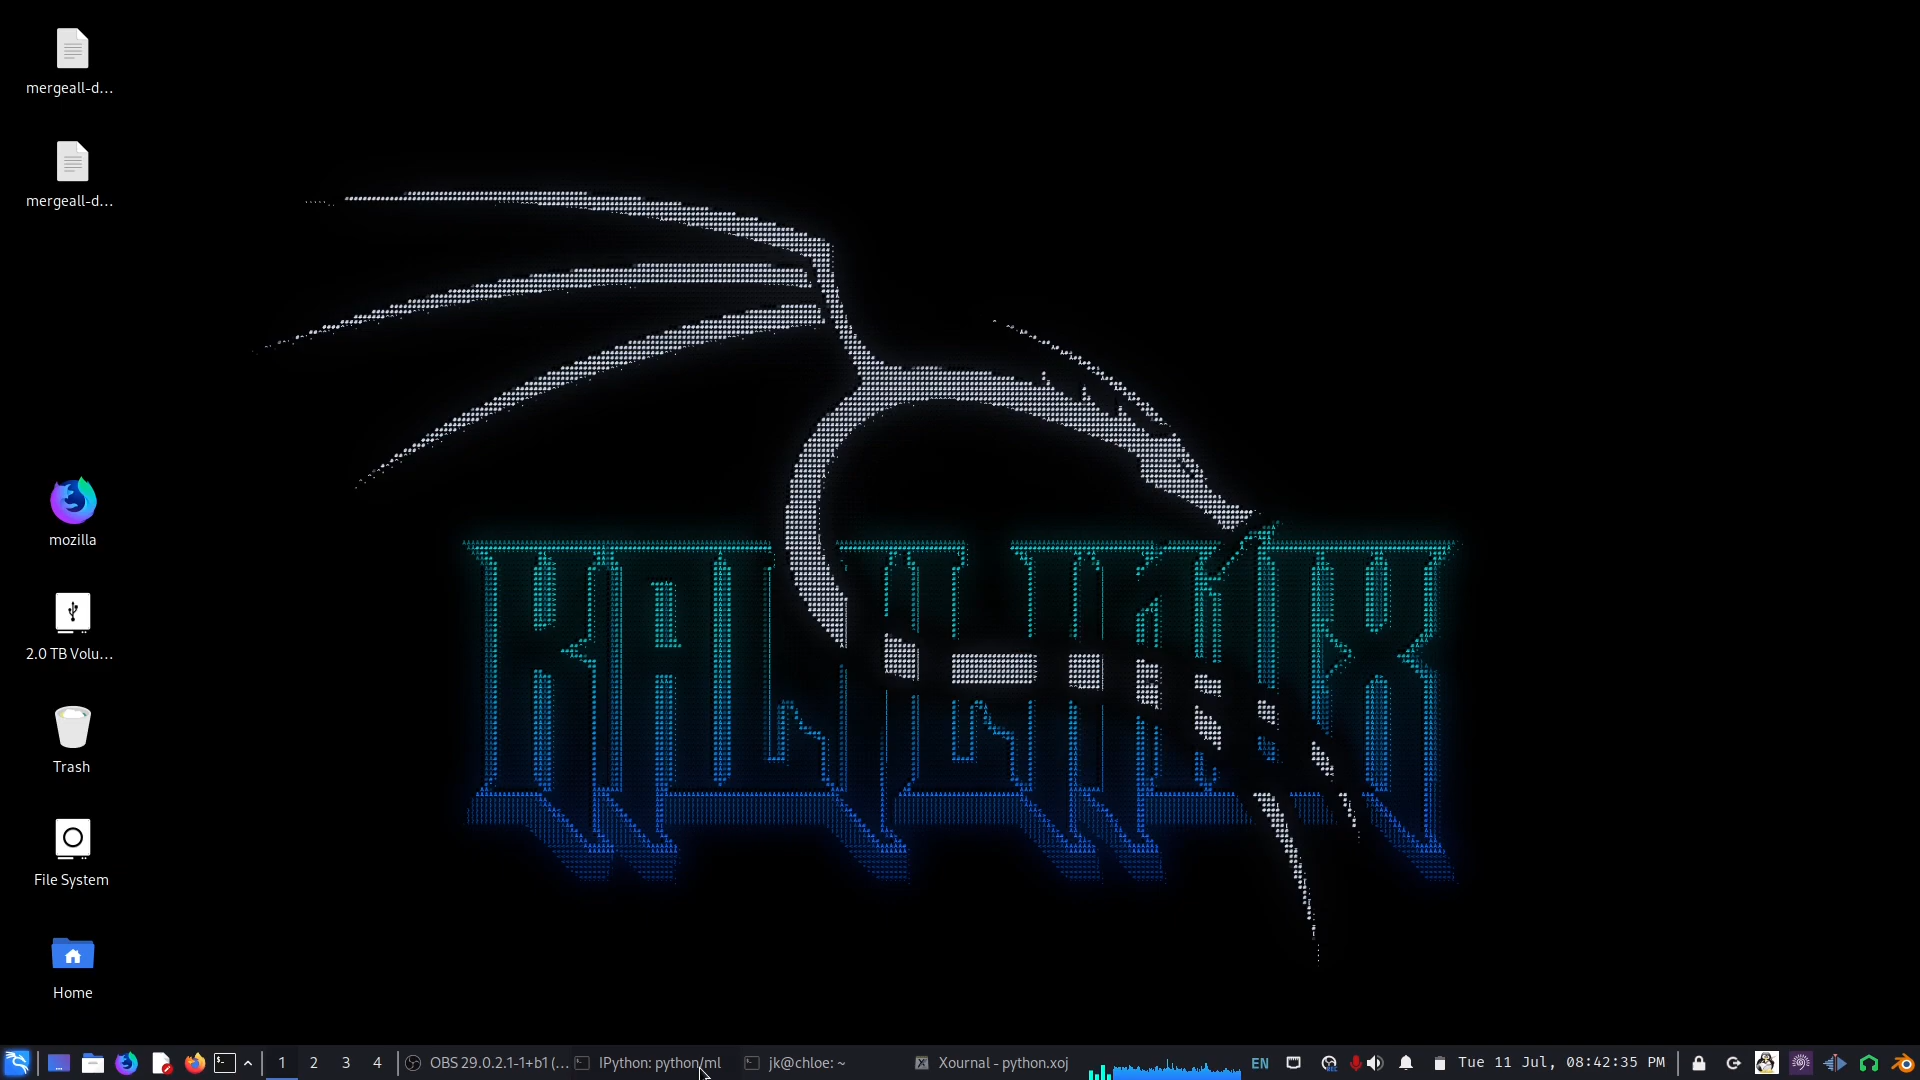 mergeall-d...
mergeall-d...
KALI LINUX
mozilla
2.0 TB Volu...
Trash
File System
Home
1 2 3 4 OBS 29.0.2.1-1+b1 (... IPython: python/ml jk@chloe: ~ Xournal - python.xoj EN Tue 11 Jul, 08:42:35 PM